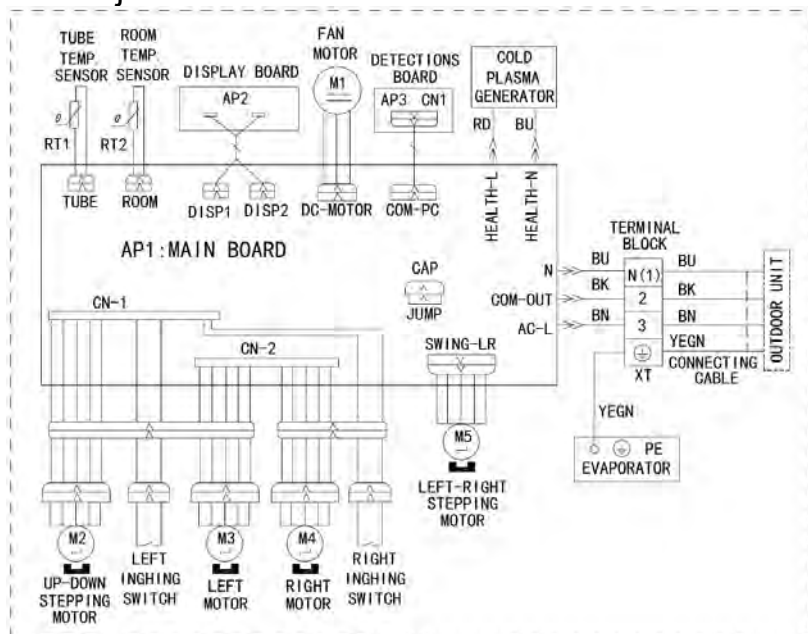 TUBE
TEMP.
SENSOR
ROOM
TEMP.
SENSOR
DISPLAY BOARD
AP2
FAN
MOTOR
M1
DETECTIONS
BOARD
AP3 CN1
COLD
PLASMA
GENERATOR
RD
BU
θ
RT1
θ
RT2
TUBE
ROOM
DISP1
DISP2
DC-MOTOR
COM-PC
HEALTH-L
HEALTH-N
AP1:MAIN BOARD
CAP
JUMP
N
COM-OUT
AC-L
BU
BK
BN
TERMINAL
BLOCK
N(1)
2
3
XT
BU
BK
BN
YEGN
CONNECTING
CABLE
OUTDOOR UNIT
YEGN
PE
EVAPORATOR
CN-1
CN-2
SWING-LR
M5
LEFT-RIGHT
STEPPING
MOTOR
M2
UP-DOWN
STEPPING
MOTOR
LEFT
INGHING
SWITCH
M3
LEFT
MOTOR
M4
RIGHT
MOTOR
RIGHT
INGHING
SWITCH